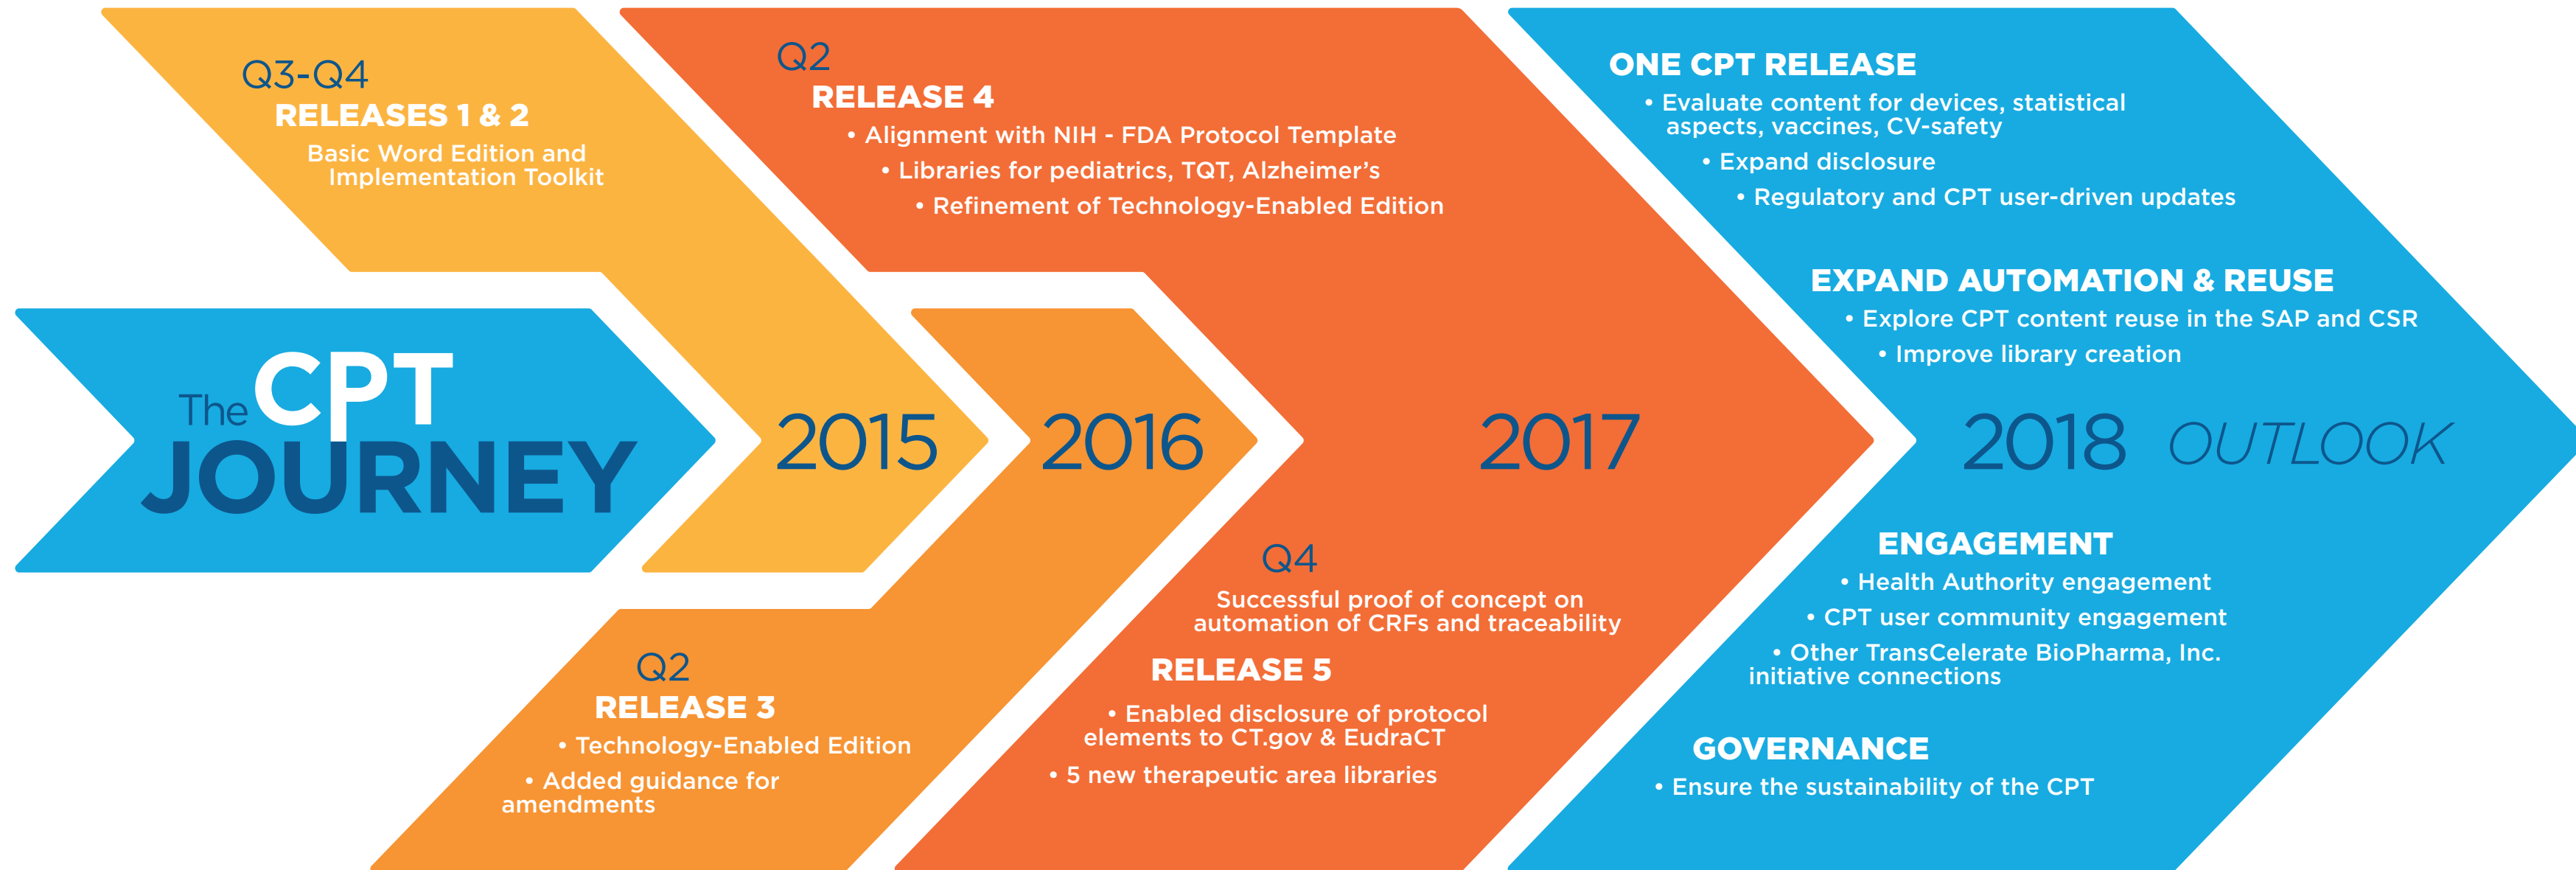 The CPT
JOURNEY
Q3-Q4
RELEASES 1 & 2
Basic Word Edition and
Implementation Toolkit
2015
Q2
RELEASE 3
• Technology-Enabled Edition
• Added guidance for
amendments
2016
Q2
RELEASE 4
• Alignment with NIH - FDA Protocol Template
• Libraries for pediatrics, TQT, Alzheimer's
• Refinement of Technology-Enabled Edition
2017
Q4
Successful proof of concept on
automation of CRFs and traceability
RELEASE 5
• Enabled disclosure of protocol
elements to CT.gov & EudraCT
• 5 new therapeutic area libraries
ONE CPT RELEASE
• Evaluate content for devices, statistical
aspects, vaccines, CV-safety
• Expand disclosure
• Regulatory and CPT user-driven updates
EXPAND AUTOMATION & REUSE
• Explore CPT content reuse in the SAP and CSR
• Improve library creation
2018 OUTLOOK
ENGAGEMENT
• Health Authority engagement
• CPT user community engagement
• Other TransCelerate BioPharma, Inc.
initiative connections
GOVERNANCE
• Ensure the sustainability of the CPT